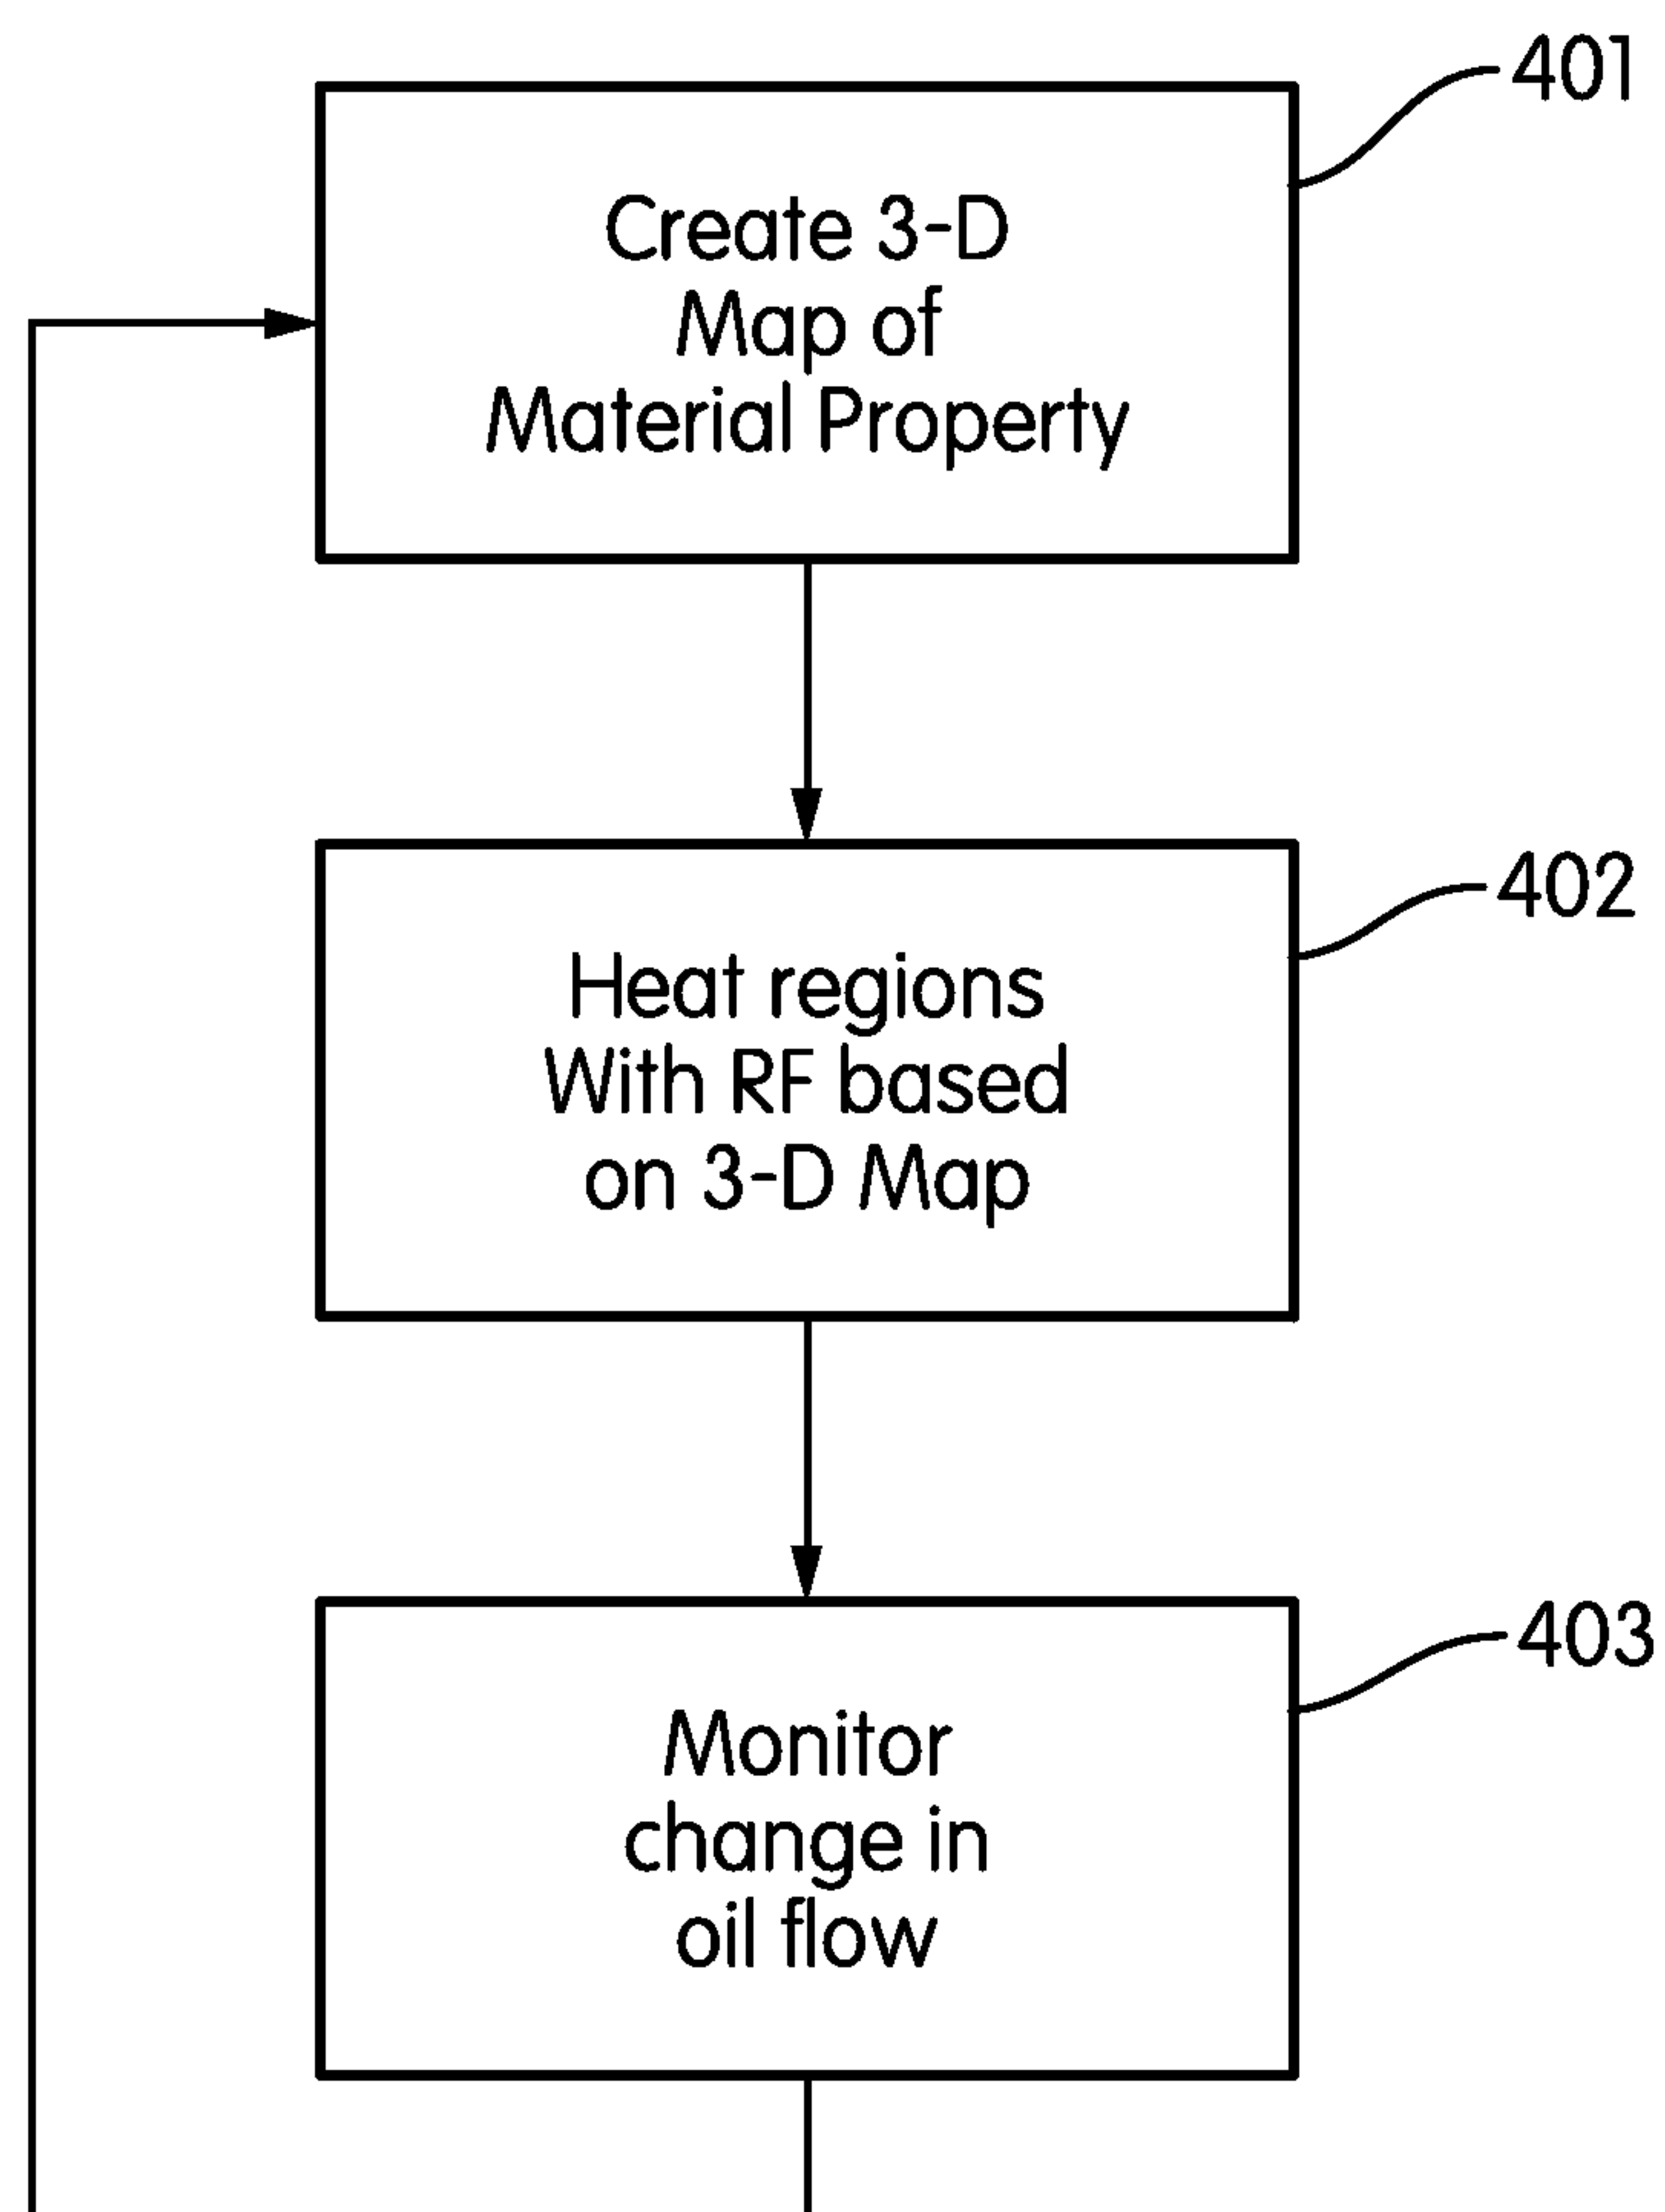 401
Create 3-D
Map of
Material Property
402
Heat regions
With RF based
on 3-D Map
403
Monitor
change in
oil flow